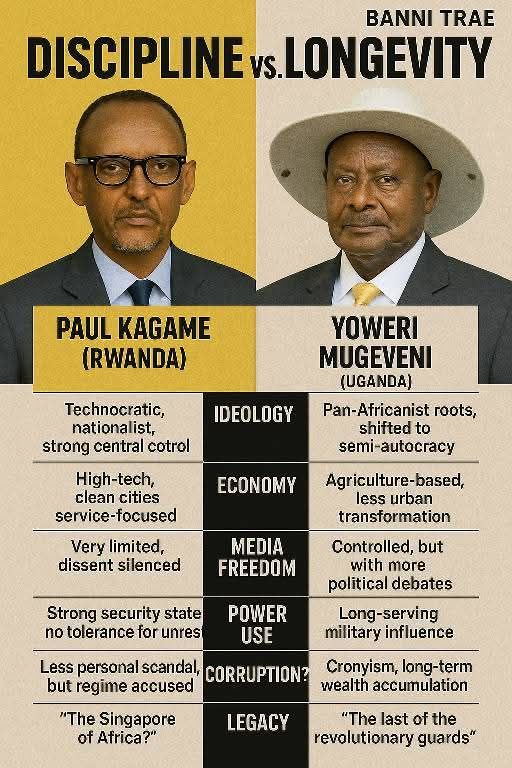 BANNI TRAE
DISCIPLINE vs. LONGEVITY
PAUL KAGAME
(RWANDA)
YOWERI
MUGEVENI
(UGANDA)
Technocratic,
nationalist,
strong central cotrol
IDEOLOGY
Pan-Africanist roots,
shifted to
semi-autocracy
High-tech,
clean cities
service-focused
ECONOMY
Agriculture-based,
less urban
transformation
Very limited,
dissent silenced
MEDIA
FREEDOM
Controlled, but
with more
political debates
Strong security state
no tolerance for unrest
POWER
USE
Long-serving
military influence
Less personal scandal,
but regime accused
CORRUPTION?
Cronyism, long-term
wealth accumulation
"The Singapore
of Africa?"
LEGACY
"The last of the
revolutionary guards"